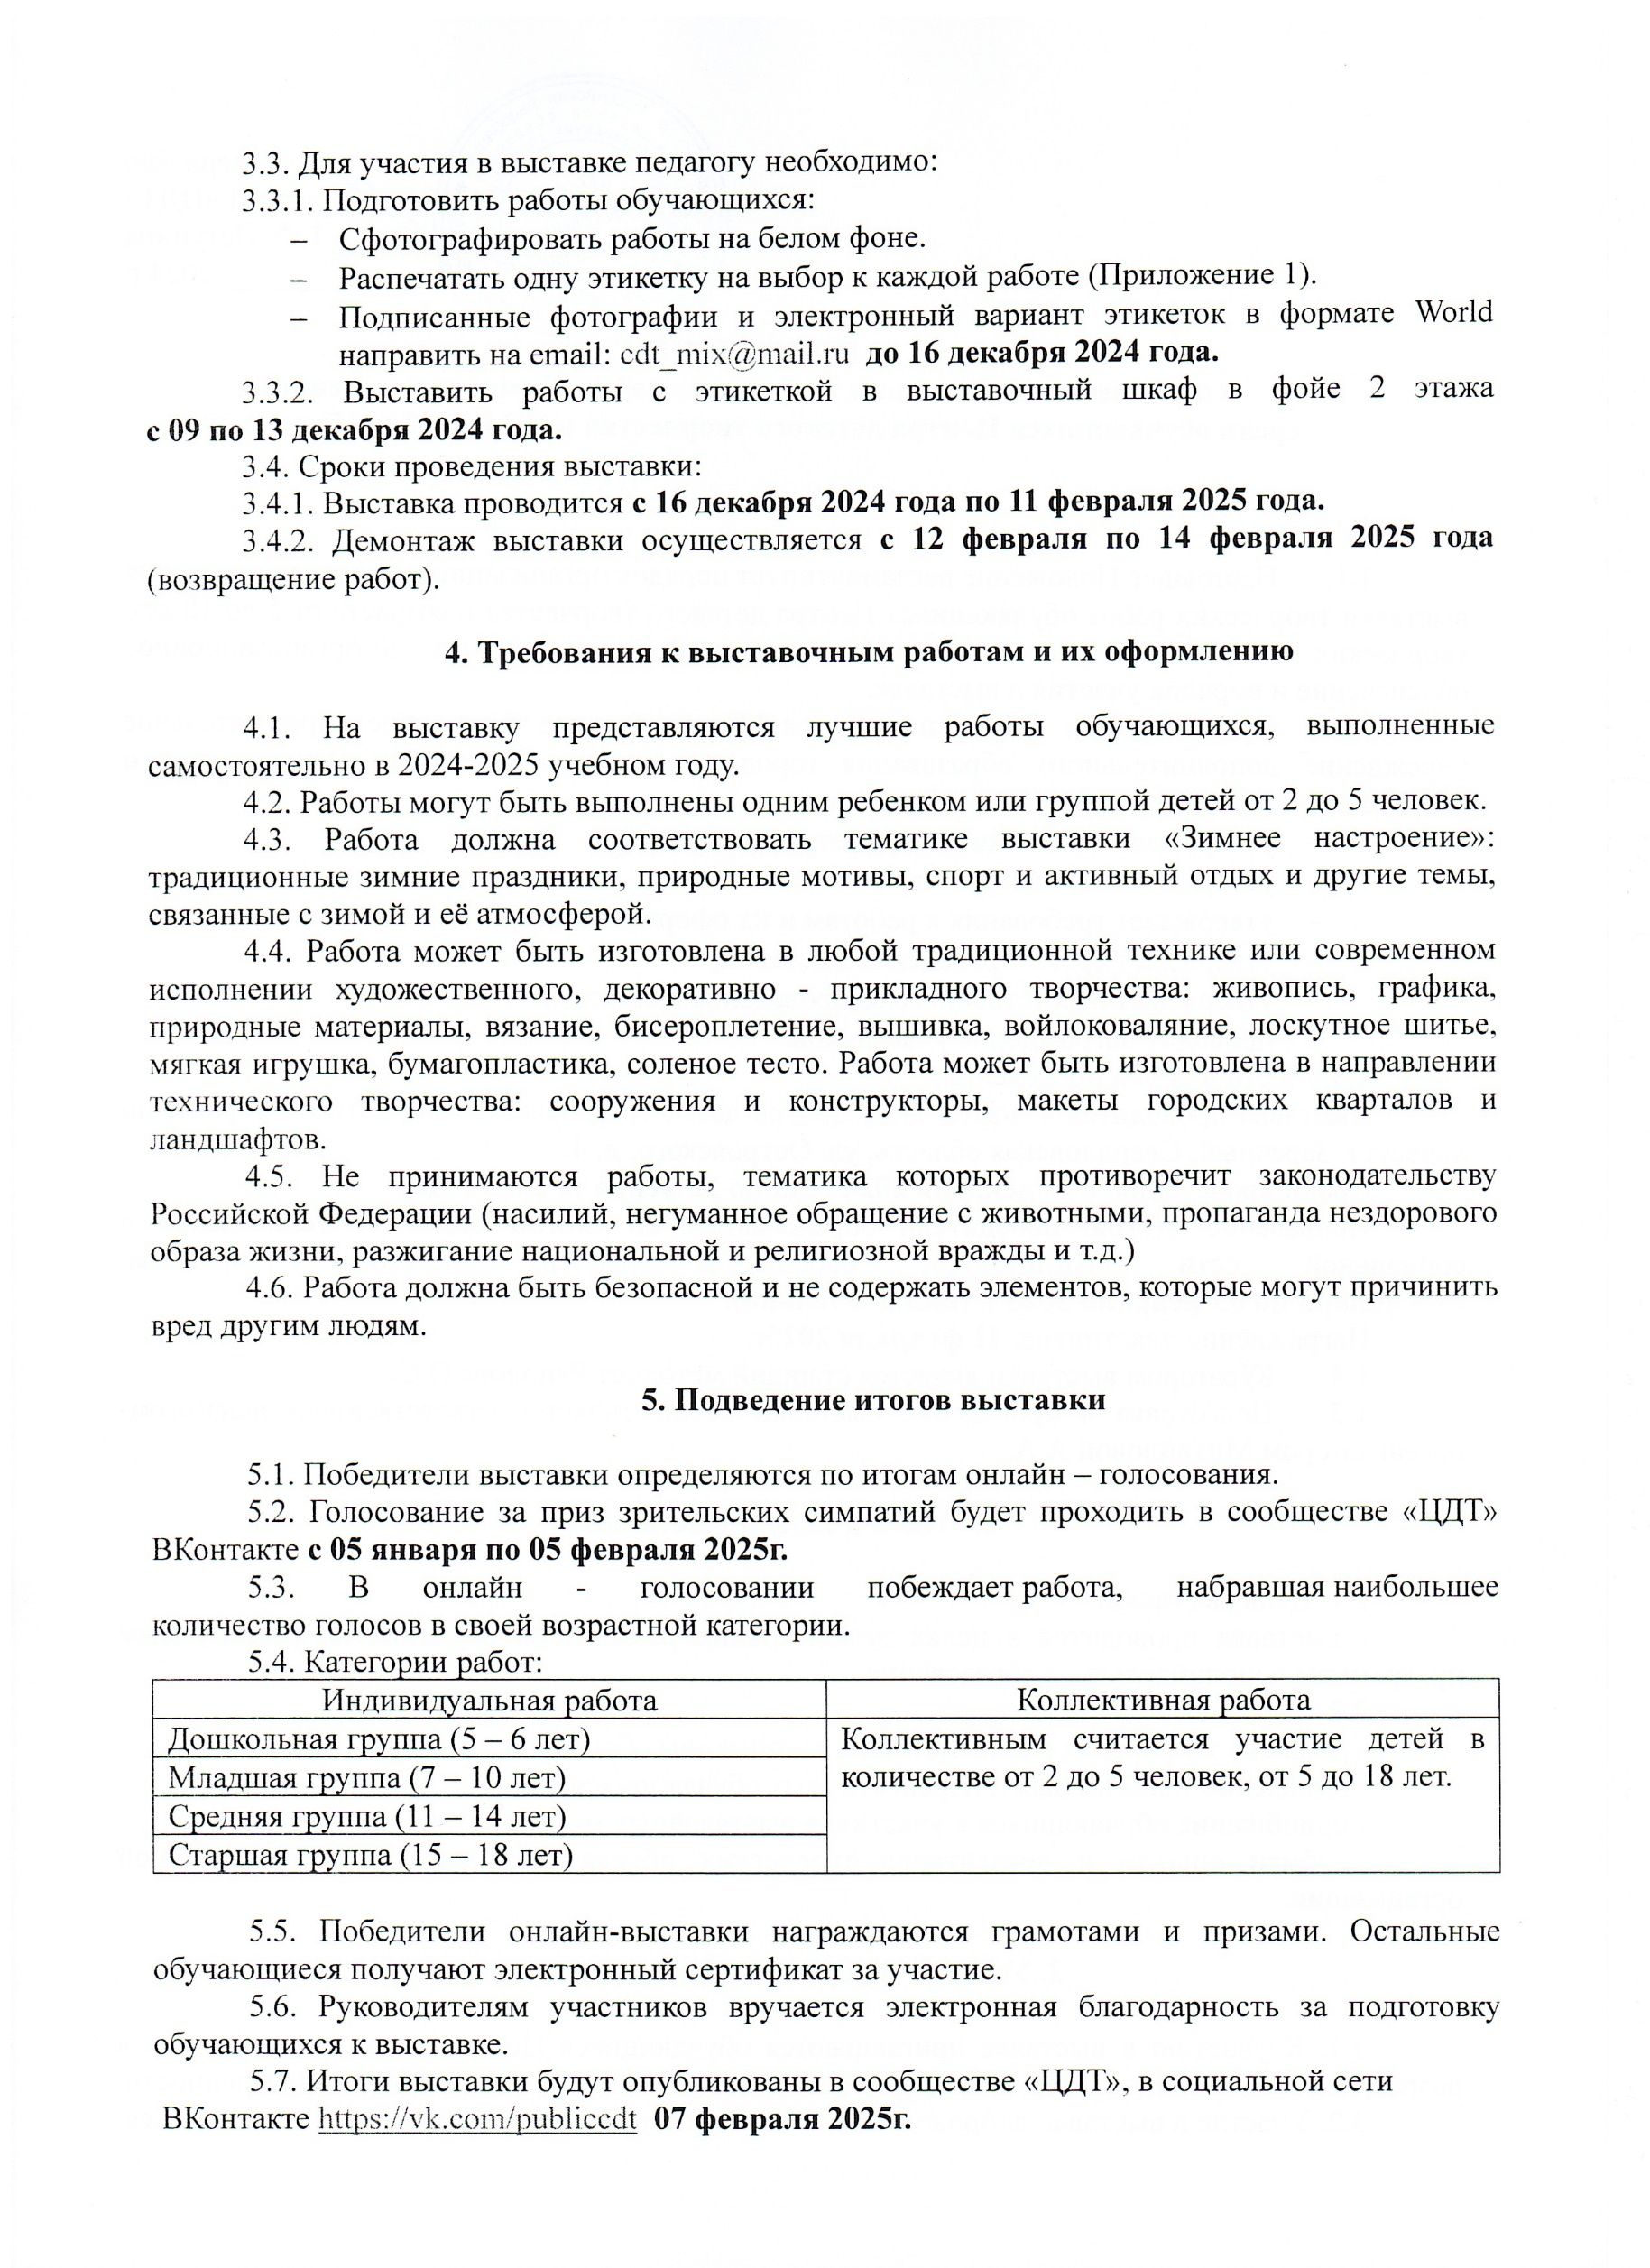 3.3. Для участия в выставке педагогу необходимо:
3.3.1. Подготовить работы обучающихся:
– Сфотографировать работы на белом фоне.
– Распечатать одну этикетку на выбор к каждой работе (Приложение 1).
– Подписанные фотографии и электронный вариант этикеток в формате World
направить на email: cdt_mix@mail.ru до 16 декабря 2024 года.
3.3.2. Выставить работы с этикеткой в выставочный шкаф в фойе 2 этажа
с 09 по 13 декабря 2024 года.
3.4. Сроки проведения выставки:
3.4.1. Выставка проводится с 16 декабря 2024 года по 11 февраля 2025 года.
3.4.2. Демонтаж выставки осуществляется с 12 февраля по 14 февраля 2025 года
(возвращение работ).
4. Требования к выставочным работам и их оформлению
4.1. На выставку представляются лучшие работы обучающихся, выполненные
самостоятельно в 2024-2025 учебном году.
4.2. Работы могут быть выполнены одним ребенком или группой детей от 2 до 5 человек.
4.3. Работа должна соответствовать тематике выставки «Зимнее настроение»:
традиционные зимние праздники, природные мотивы, спорт и активный отдых и другие темы,
связанные с зимой и её атмосферой.
4.4. Работа может быть изготовлена в любой традиционной технике или современном
исполнении художественного, декоративно - прикладного творчества: живопись, графика,
природные материалы, вязание, бисероплетение, вышивка, войлоковаляние, лоскутное шитье,
мягкая игрушка, бумагопластика, соленое тесто. Работа может быть изготовлена в направлении
технического творчества: сооружения и конструкторы, макеты городских кварталов и
ландшафтов.
4.5. Не принимаются работы, тематика которых противоречит законодательству
Российской Федерации (насилий, негуманное обращение с животными, пропаганда нездорового
образа жизни, разжигание национальной и религиозной вражды и т.д.)
4.6. Работа должна быть безопасной и не содержать элементов, которые могут причинить
вред другим людям.
5. Подведение итогов выставки
5.1. Победители выставки определяются по итогам онлайн – голосования.
5.2. Голосование за приз зрительских симпатий будет проходить в сообществе «ЦДТ»
ВКонтакте с 05 января по 05 февраля 2025г.
5.3. В онлайн - голосовании побеждает работа, набравшая наибольшее
количество голосов в своей возрастной категории.
5.4. Категории работ:
Индивидуальная работа
Коллективная работа
Дошкольная группа (5 – 6 лет)
Младшая группа (7 – 10 лет)
Средняя группа (11 – 14 лет)
Старшая группа (15 – 18 лет)
Коллективным считается участие детей в
количестве от 2 до 5 человек, от 5 до 18 лет.
5.5. Победители онлайн-выставки награждаются грамотами и призами. Остальные
обучающиеся получают электронный сертификат за участие.
5.6. Руководителям участников вручается электронная благодарность за подготовку
обучающихся к выставке.
5.7. Итоги выставки будут опубликованы в сообществе «ЦДТ», в социальной сети
ВКонтакте https://vk.com/publiccdt 07 февраля 2025г.